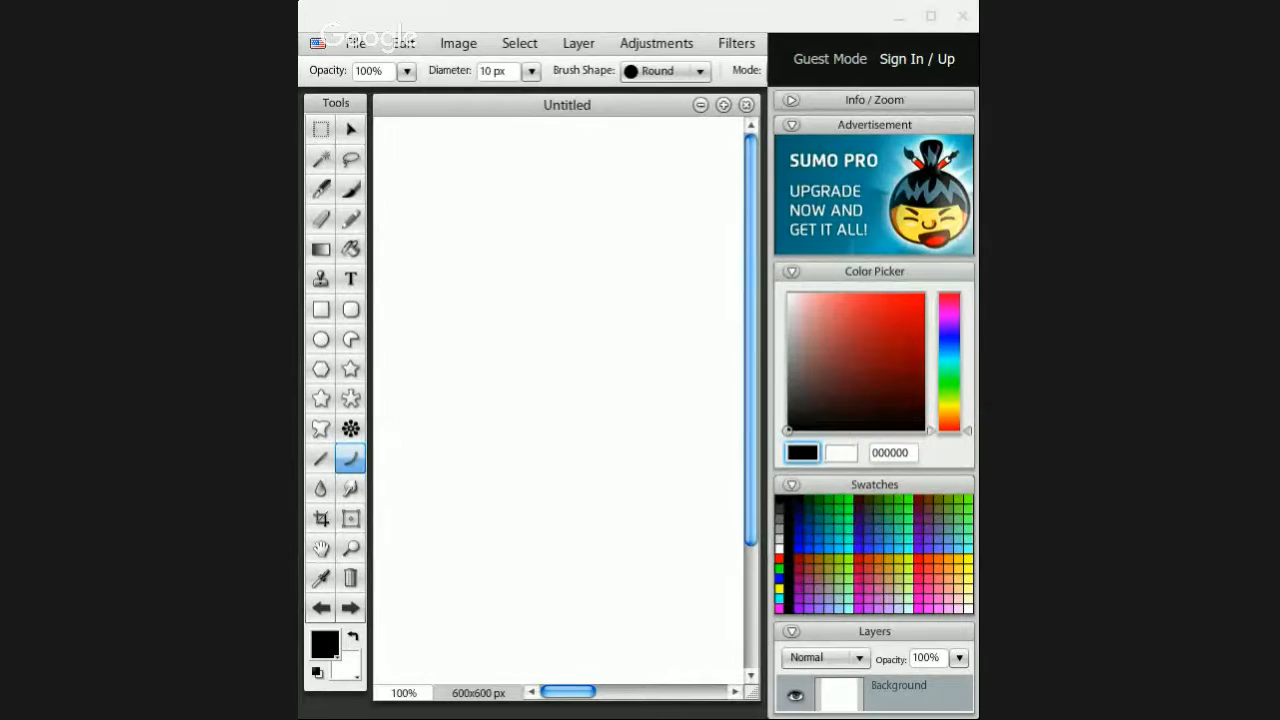 Google
File Edit Image Select Layer Adjustments Filters
Guest Mode Sign In / Up
Opacity: 100% Diameter: 10 px Brush Shape: Round Mode:
Tools
Untitled
Info / Zoom
Advertisement
SUMO PRO
UPGRADE
NOW AND
GET IT ALL!
Color Picker
T
000000
Swatches
Layers
Normal Opacity: 100%
Background
100% 600x600 px